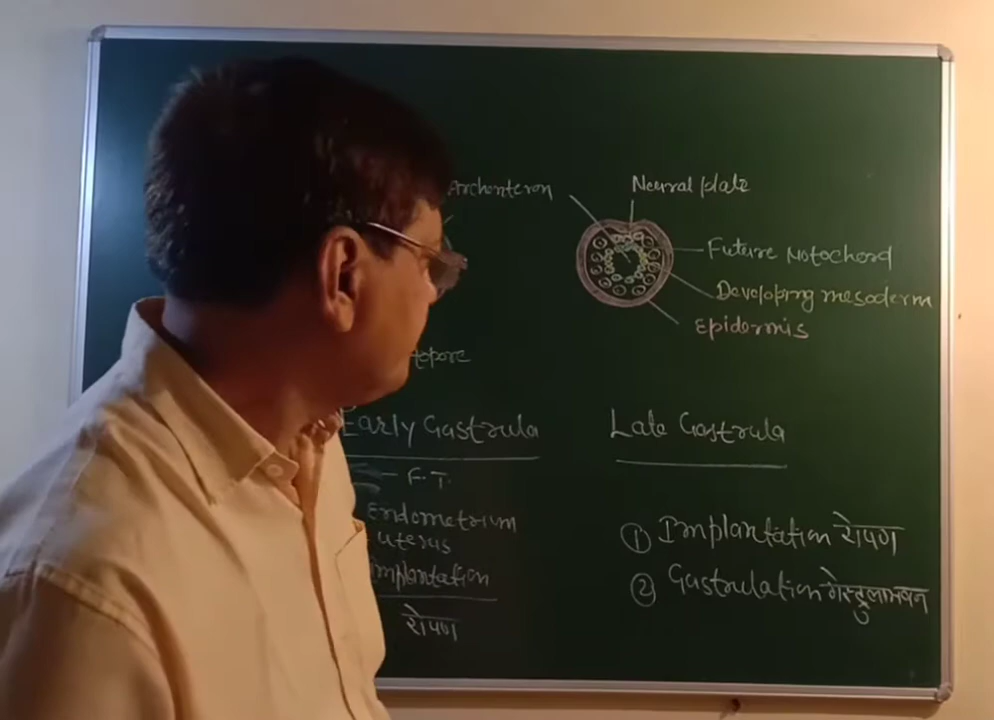 Archenteron
Neural plate
Future Notochord
Developing mesoderm
Epidermis
topore
Early Gastrula
Late Gastrula
F.T.
Endometrium
uterus
Implantation
रोपण
① Implantation रोपण
② Gastrulation गेस्ट्रुलाभवन